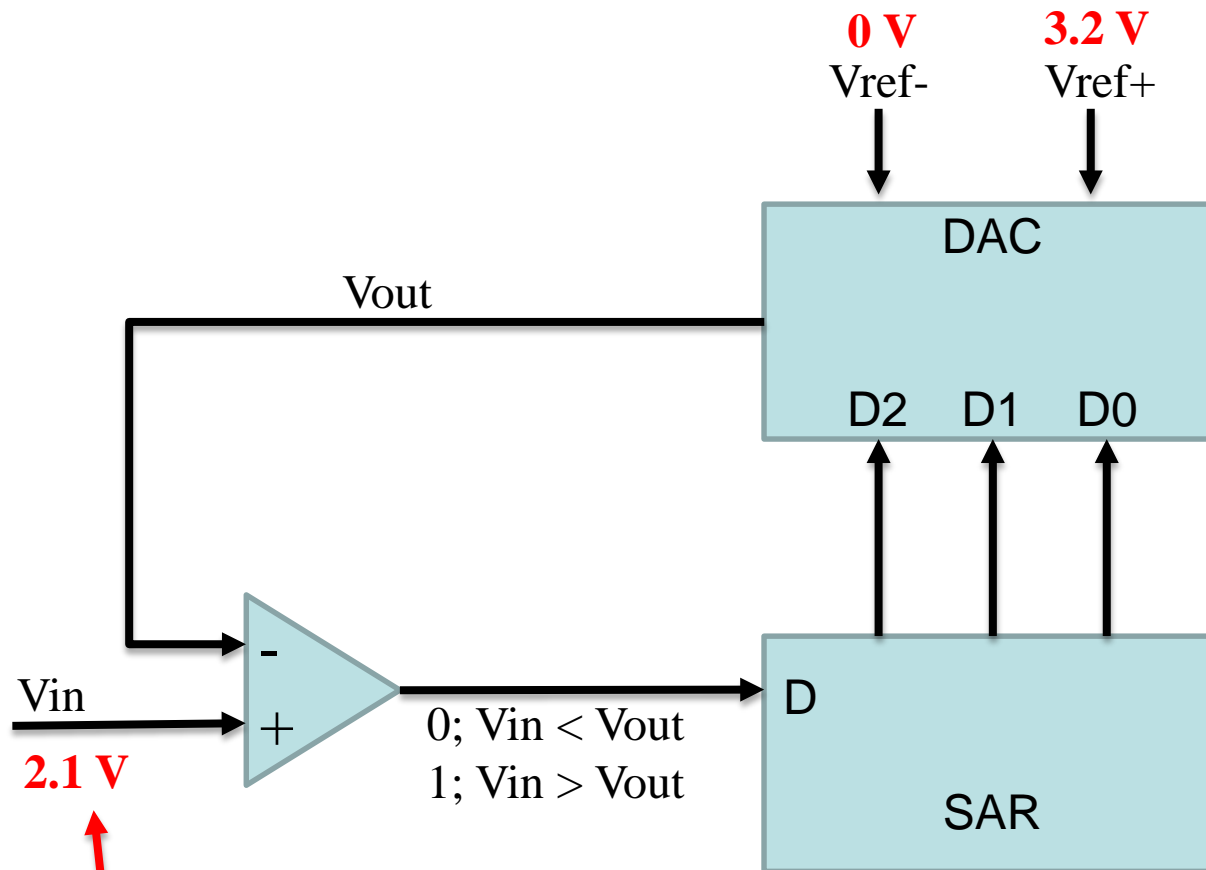 0 V
3.2 V
Vref-
Vref+
DAC
Vout
D2
D1
D0
-
Vin
+
D
0; Vin < Vout
2.1 V
1; Vin > Vout
SAR